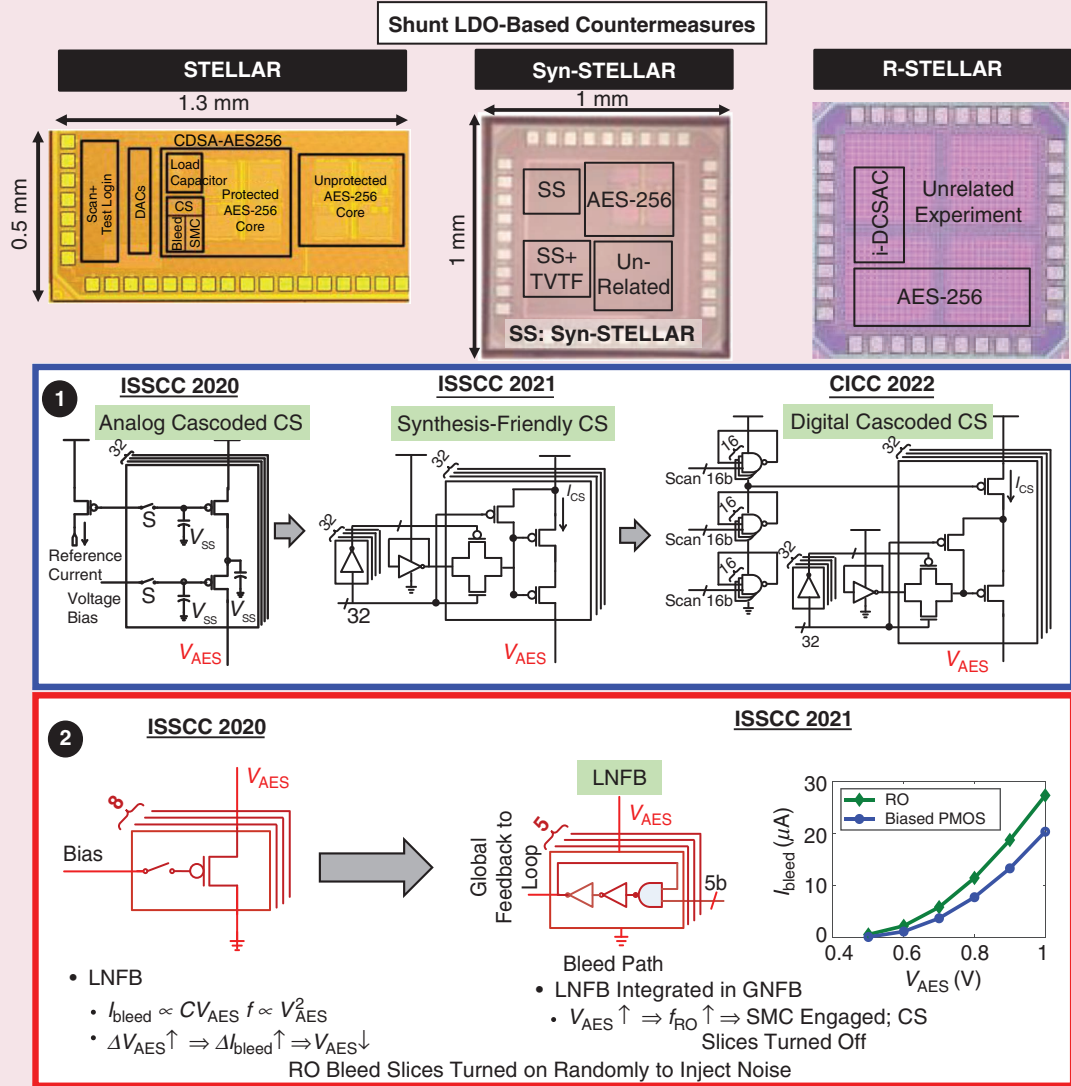 Shunt LDO-Based Countermeasures
STELLAR
Syn-STELLAR
R-STELLAR
1.3 mm
1 mm
0.5 mm
1 mm
CDSA-AES256
Scan+
Test Login
DACs
Load
Capacitor
CS
Bleed
SMC
Protected
AES-256
Core
Unprotected
AES-256
Core
SS
AES-256
SS+
TVTF
Un-
Related
SS: Syn-STELLAR
i-DCSAC
Unrelated
Experiment
AES-256
1
ISSCC 2020
ISSCC 2021
CICC 2022
Analog Cascoded CS
Synthesis-Friendly CS
Digital Cascoded CS
32
S
VSS
Reference
Current
Voltage
Bias
S
VSS
VSS
VAES
32
32
ICS
32
VAES
16
Scan 16b
16
Scan 16b
16
Scan 16b
32
32
ICS
32
VAES
2
ISSCC 2020
ISSCC 2021
8
VAES
Bias
LNFB
VAES
5
Global
Feedback to
Loop
5b
Bleed Path
30
20
10
0
Ibleed (μA)
RO
Biased PMOS
0.4
0.6
0.8
1
VAES (V)
• LNFB
• Ibleed ∝ CVAES f ∝ V²AES
• ΔVAES↑ ⇒ ΔIbleed↑ ⇒ VAES↓
• LNFB Integrated in GNFB
• VAES ↑ ⇒ fRO ↑ ⇒ SMC Engaged; CS
Slices Turned Off
RO Bleed Slices Turned on Randomly to Inject Noise